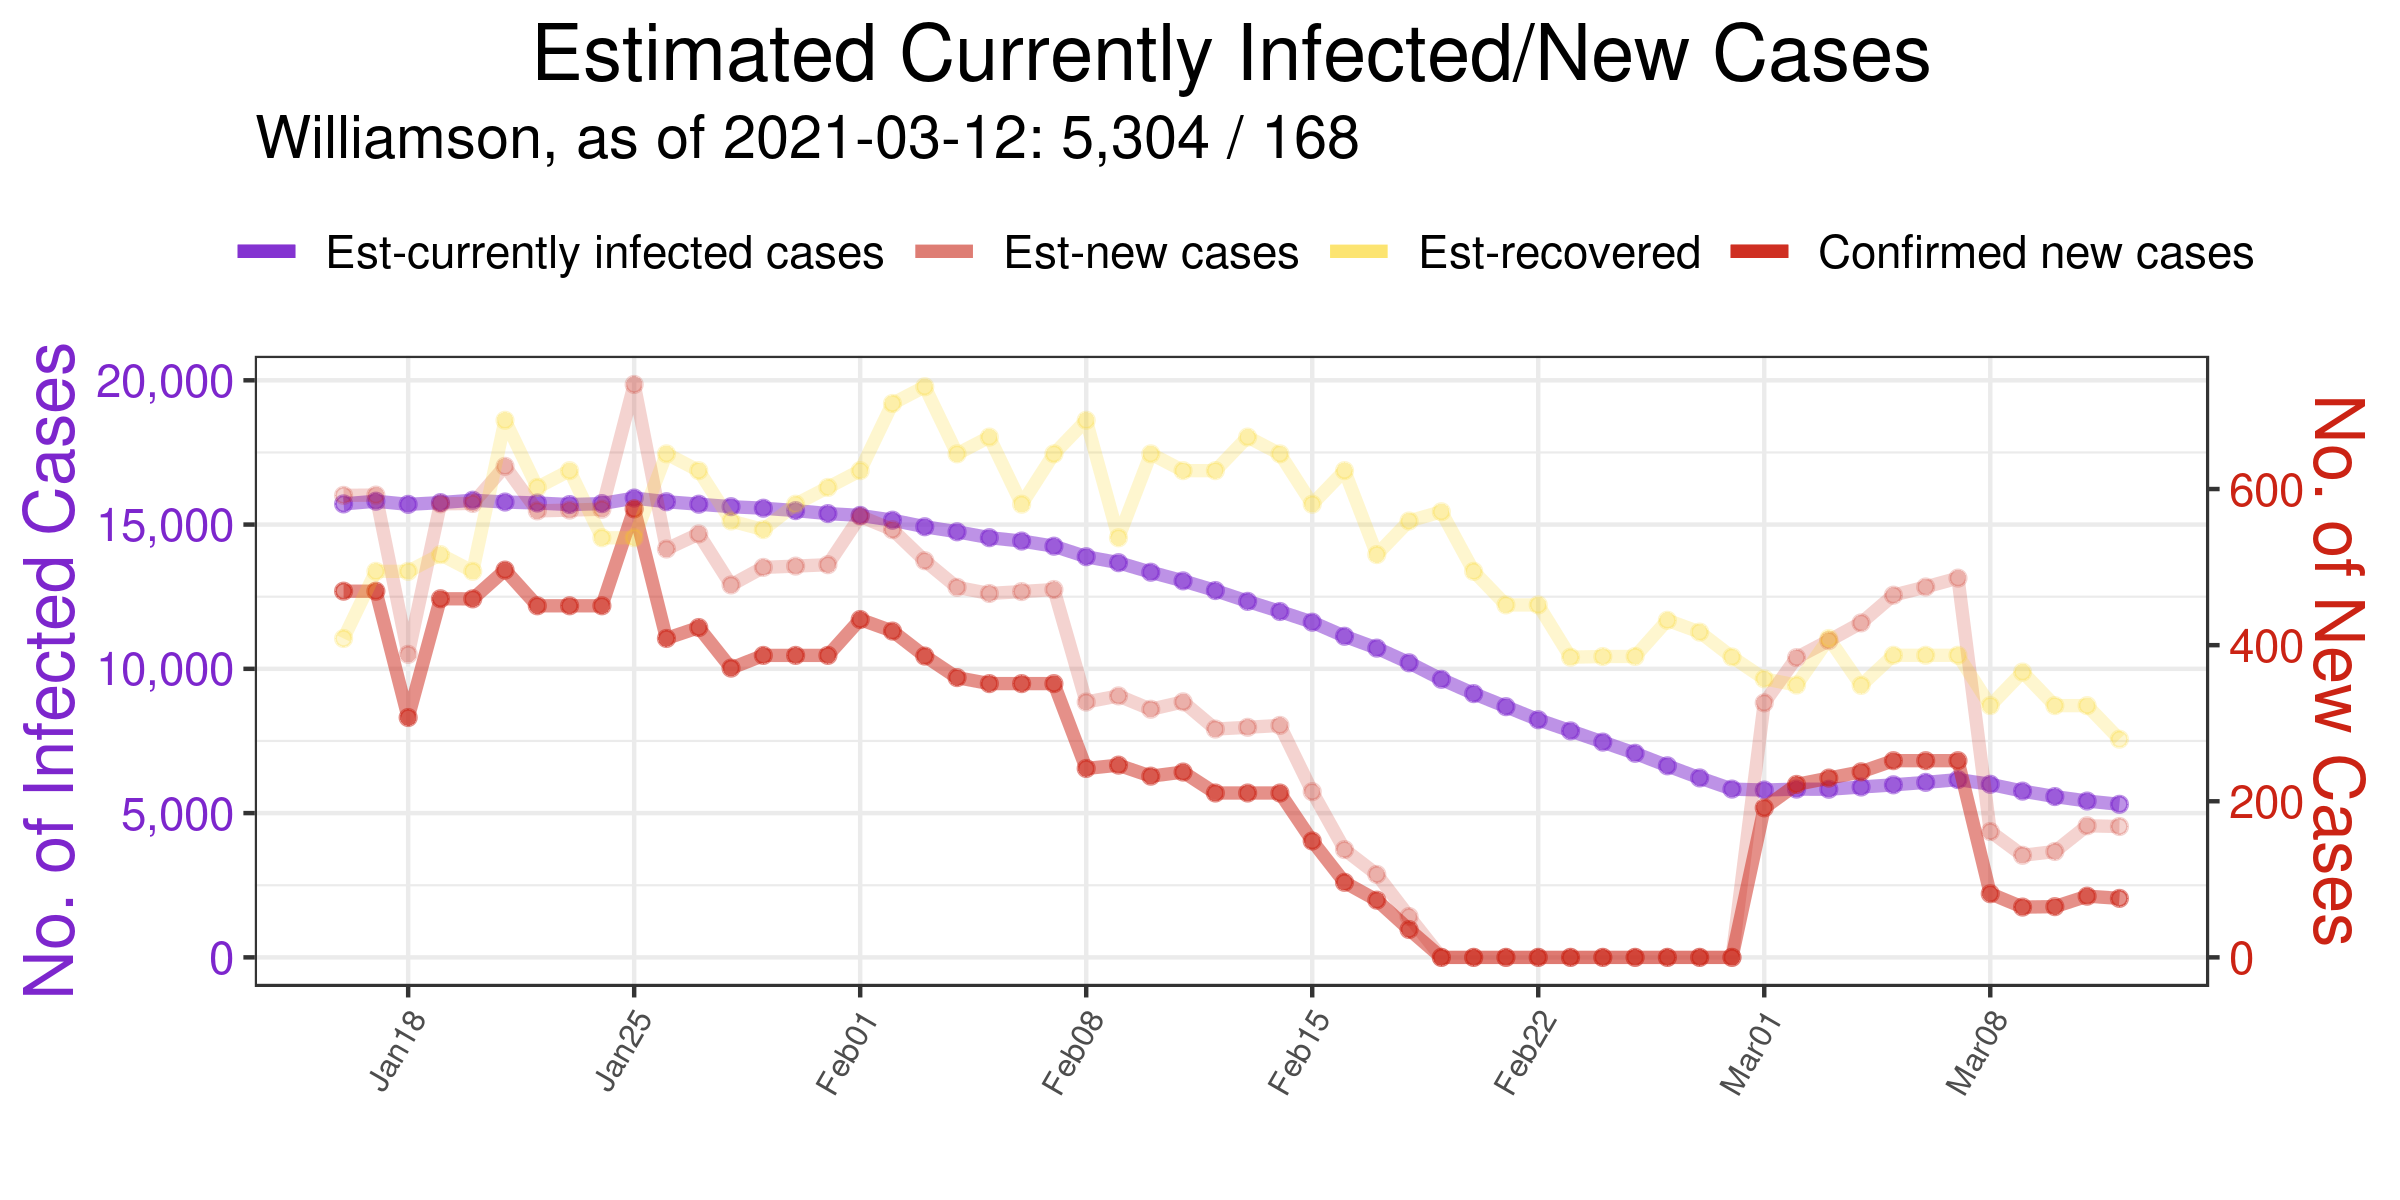 Estimated Currently Infected/New Cases
Williamson, as of 2021-03-12: 5,304 / 168
Est-currently infected cases Est-new cases Est-recovered Confirmed new cases
No. of Infected Cases
20,000
15,000
10,000
5,000
0
600
400
200
0
No. of New Cases
Jan18 Jan25 Feb01 Feb08 Feb15 Feb22 Mar01 Mar08